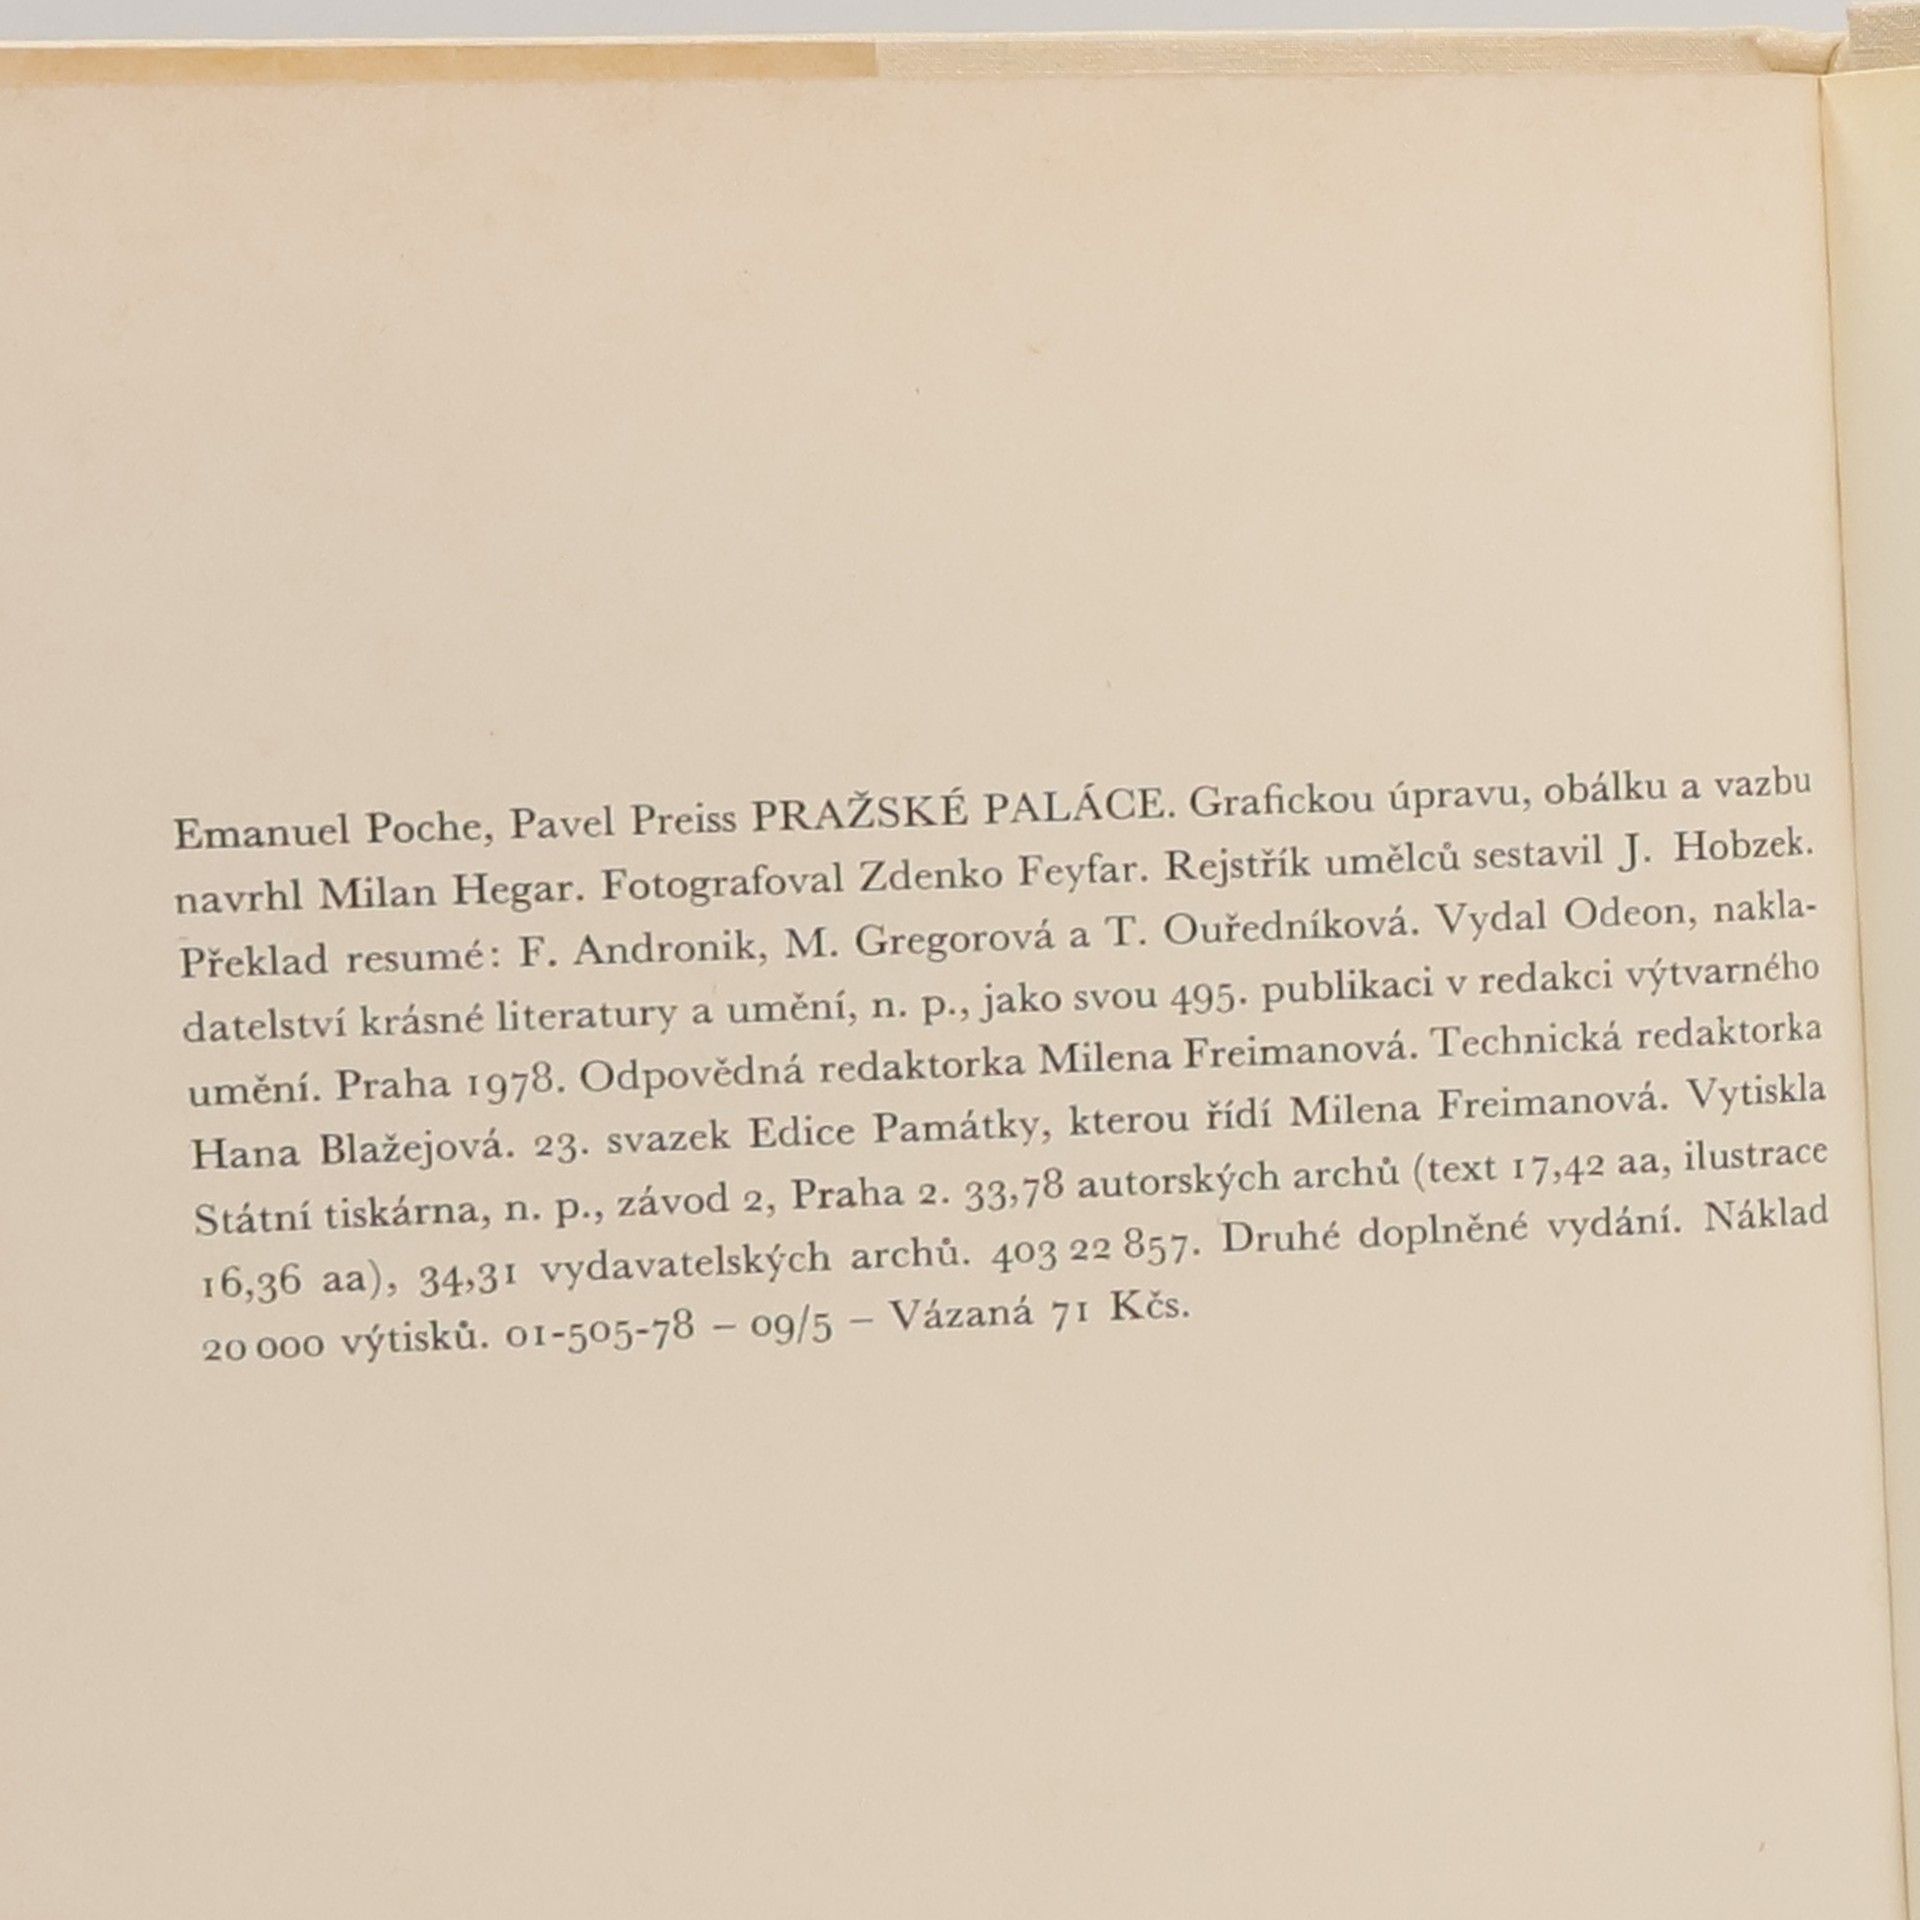 Emanuel Poche, Pavel Preiss PRAŽSKÉ PALÁCE. Grafickou úpravu, obálku a vazbu
navrhl Milan Hegar. Fotografoval Zdenko Feyfar. Rejstřík umělců sestavil J. Hobzek.
Překlad resumé: F. Andronik, M. Gregorová a T. Ouředníková. Vydal Odeon, nakla-
datelství krásné literatury a umění, n. p., jako svou 495. publikaci v redakci výtvarného
umění. Praha 1978. Odpovědná redaktorka Milena Freimanová. Technická redaktorka
Hana Blažejová. 23. svazek Edice Památky, kterou řídí Milena Freimanová. Vytiskla
Státní tiskárna, n. p., závod 2, Praha 2. 33,78 autorských archů (text 17,42 aa, ilustrace
16,36 aa), 34,31 vydavatelských archů. 403 22 857. Druhé doplněné vydání. Náklad
20 000 výtisků. 01-505-78 – 09/5 – Vázaná 71 Kčs.